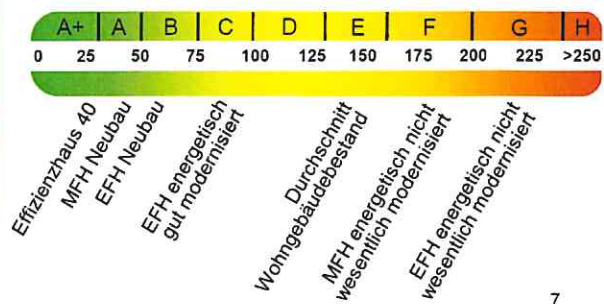 A+ A B C D E F G H
0 25 50 75 100 125 150 175 200 225 >250
Effizienzhaus 40
MFH Neubau
EFH Neubau
EFH energetisch
gut modernisiert
Durchschnitt
Wohngebäudebestand
MFH energetisch nicht
wesentlich modernisiert
EFH energetisch nicht
wesentlich modernisiert
7